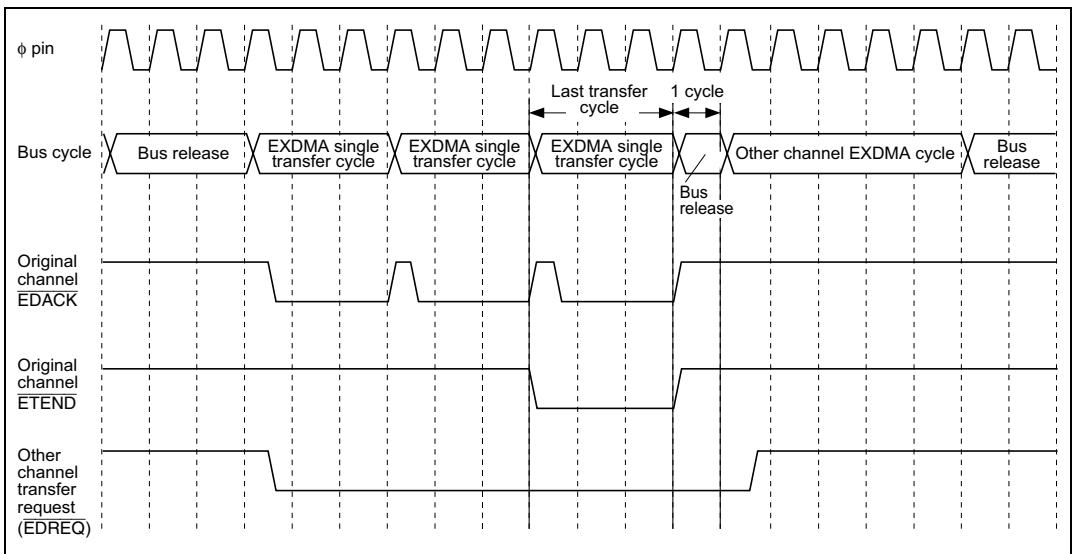 φ pin
Last transfer
cycle
1 cycle
Bus cycle
Bus release
EXDMA single
transfer cycle
EXDMA single
transfer cycle
EXDMA single
transfer cycle
Bus
release
Other channel EXDMA cycle
Bus
release
Original
channel
EDACK
Original
channel
ETEND
Other
channel
transfer
request
(EDREQ)